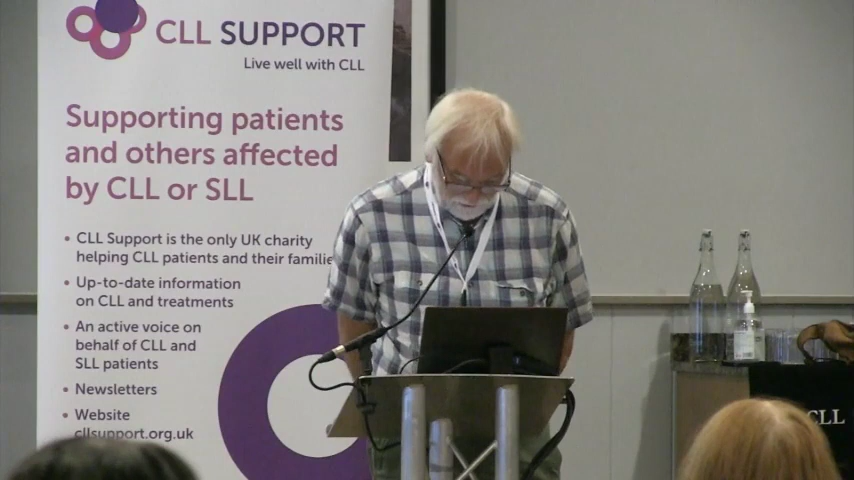 CLL SUPPORT
Live well with CLL
Supporting patients
and others affected
by CLL or SLL
• CLL Support is the only UK charity
helping CLL patients and their familie
• Up-to-date information
on CLL and treatments
• An active voice on
behalf of CLL and
SLL patients
• Newsletters
• Website
cllsupport.org.uk
CLL